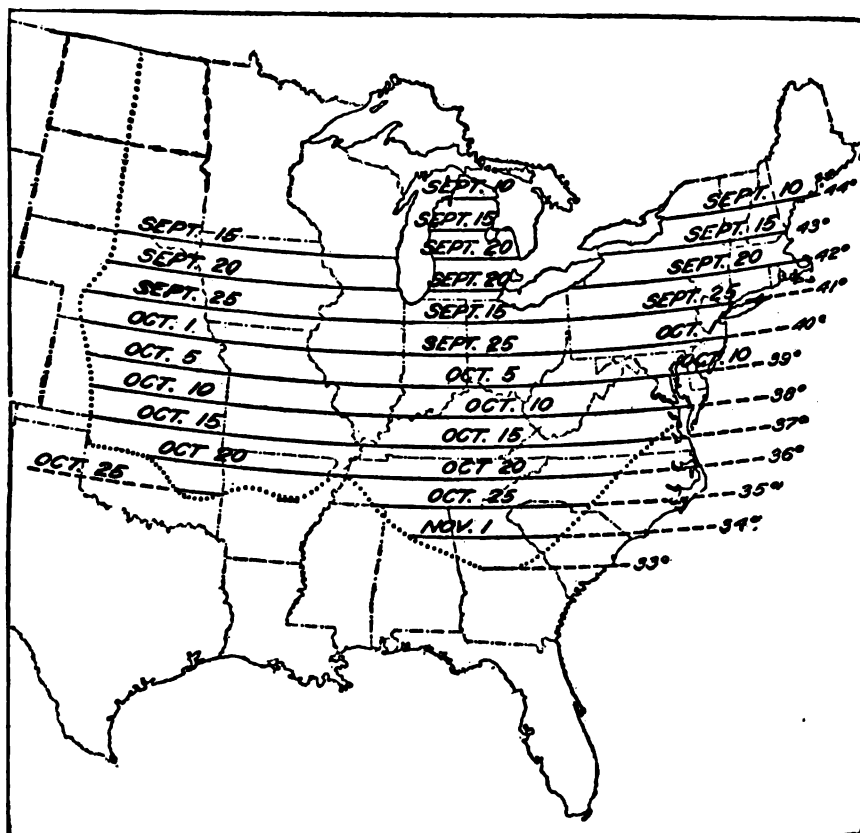 SEPT. 10
SEPT. 10
44°
SEPT. 15
SEPT. 15
43°
SEPT. 15
SEPT. 20
SEPT. 20
42°
SEPT. 20
SEPT. 20
SEPT. 25
41°
SEPT. 25
SEPT. 15
OCT. 1
SEPT. 25
OCT.
40°
OCT. 5
OCT. 5
OCT 10
39°
OCT. 10
OCT. 10
38°
OCT. 15
OCT. 15
37°
OCT 20
OCT 20
36°
OCT. 25
OCT. 25
35°
NOV. 1
34°
33°